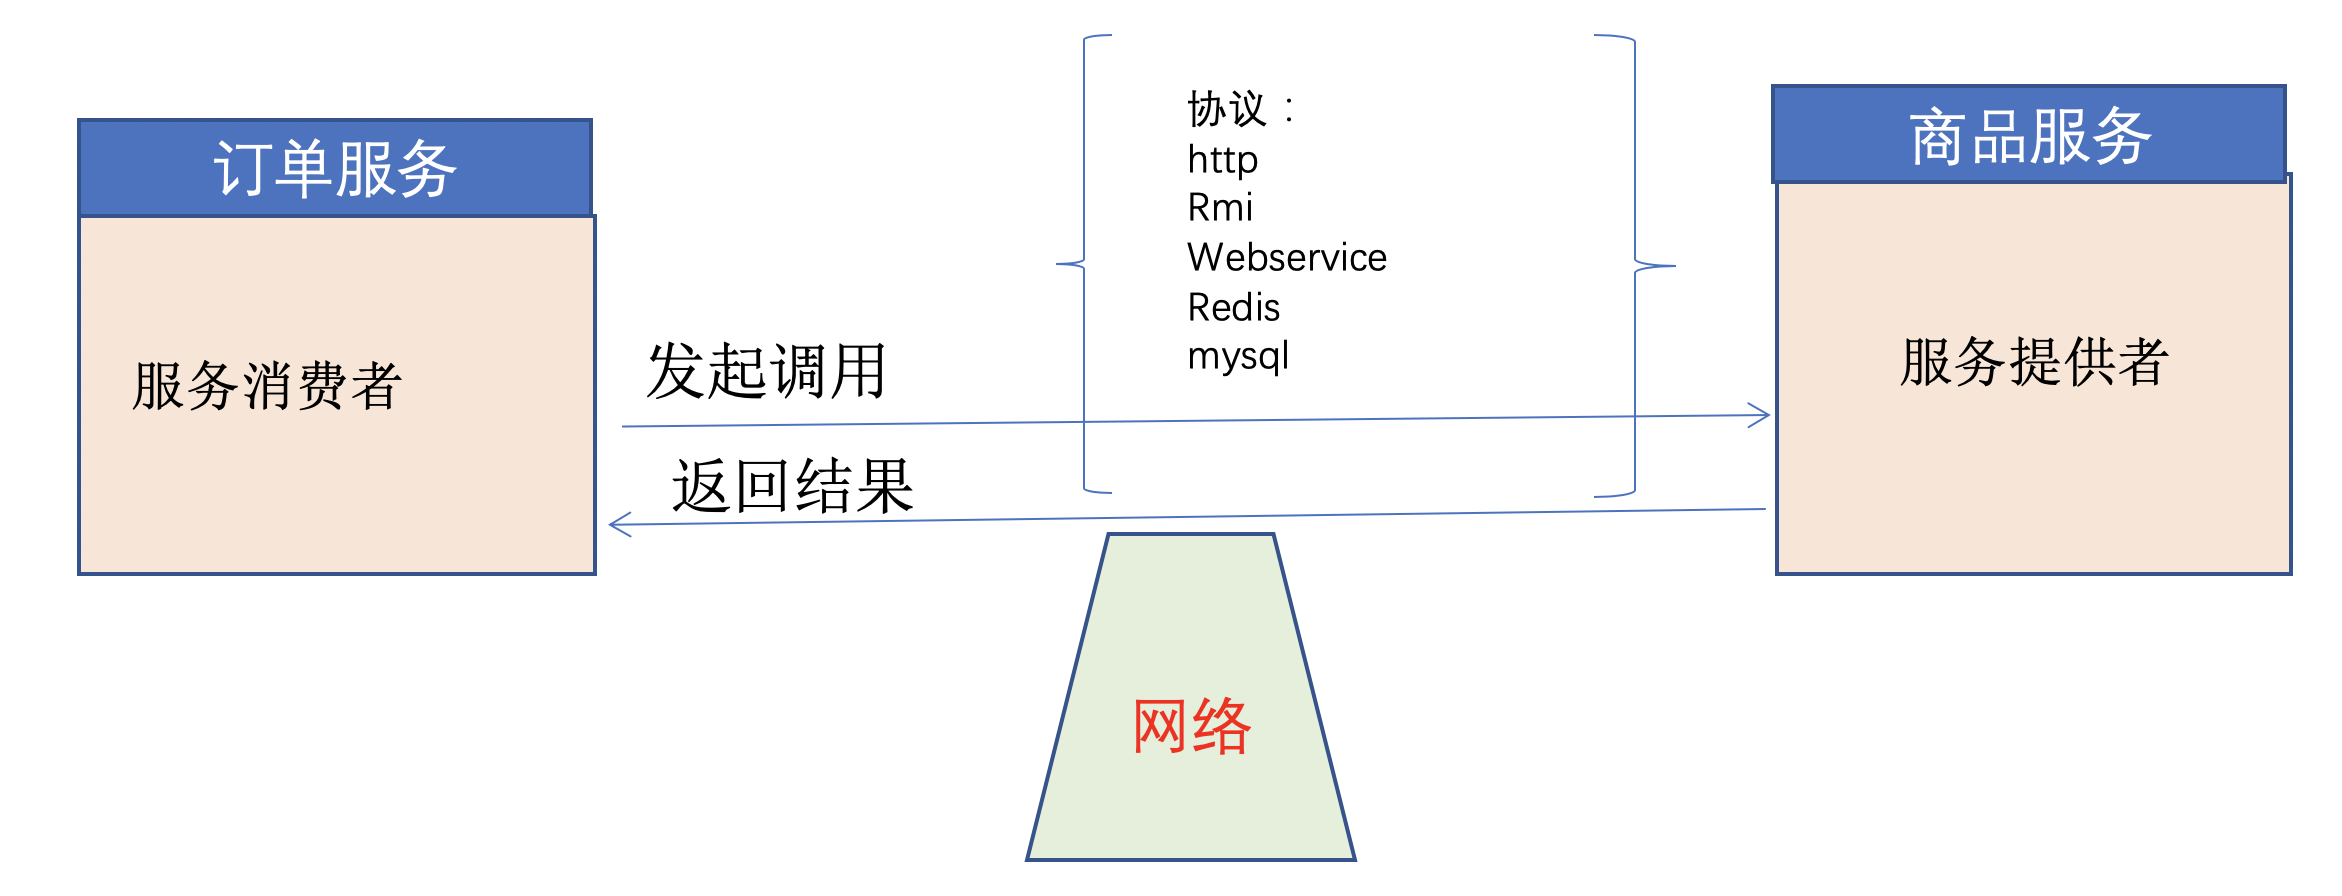 订单服务
服务消费者
发起调用
返回结果
协议：
http
Rmi
Webservice
Redis
mysql
商品服务
服务提供者
网络